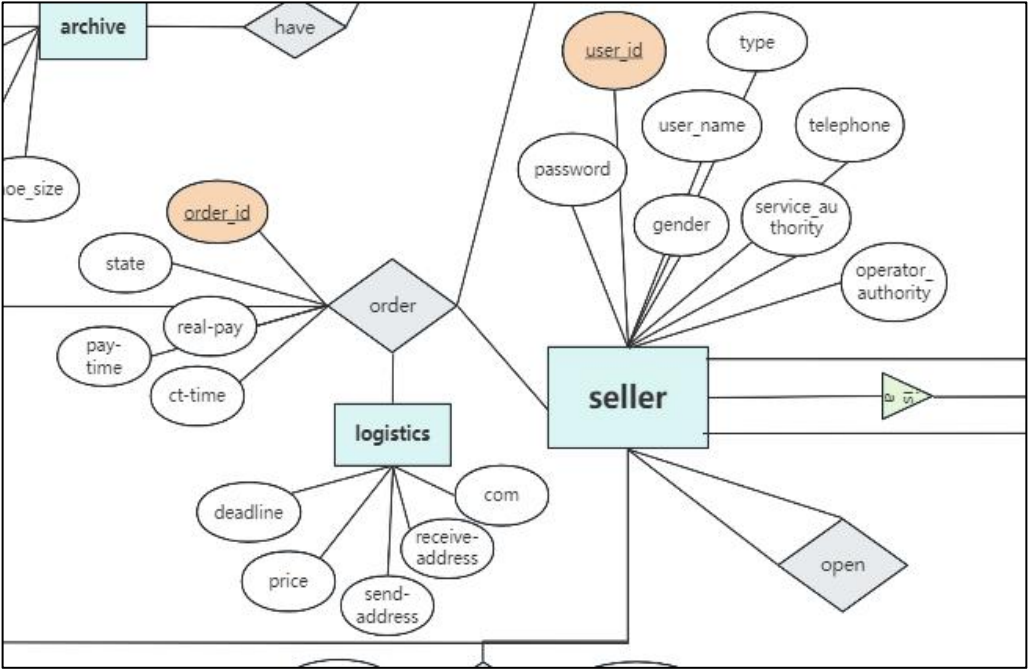 archive
have
user_id
type
user_name
telephone
password
oe_size
order_id
gender
service_au
thority
state
operator_
authority
order
real-pay
pay-
time
ct-time
seller
is
a
logistics
com
deadline
receive-
address
open
price
send-
address